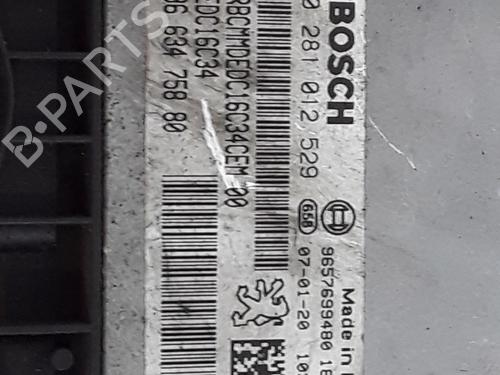 BOSCH
0 281 012 529
RBCMMDEDC16C34CEM 00
EDC16C34
96 634 758 80
668
9657699480
07-01-20
Made in
B-PARTS